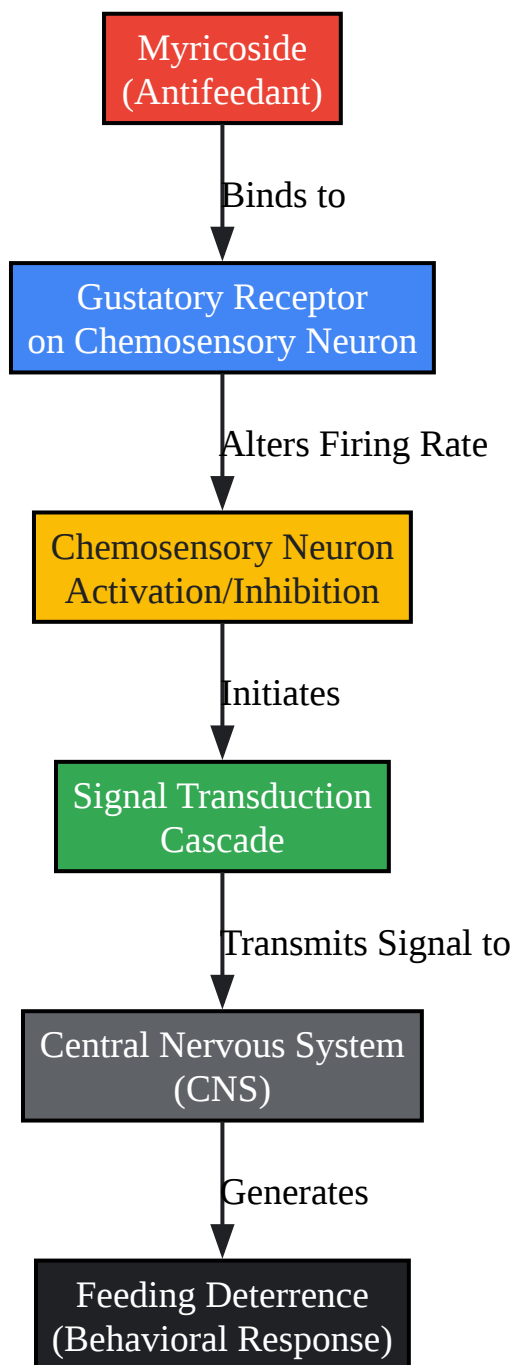 Myricoside
(Antifeedant)
Binds to
Gustatory Receptor
on Chemosensory Neuron
Alters Firing Rate
Chemosensory Neuron
Activation/Inhibition
Initiates
Signal Transduction
Cascade
Transmits Signal to
Central Nervous System
(CNS)
Generates
Feeding Deterrence
(Behavioral Response)